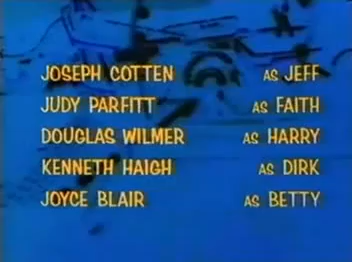 JOSEPH COTTEN AS JEFF
JUDY PARFITT AS FAITH
DOUGLAS WILMER AS HARRY
KENNETH HAIGH AS DIRK
JOYCE BLAIR AS BETTY